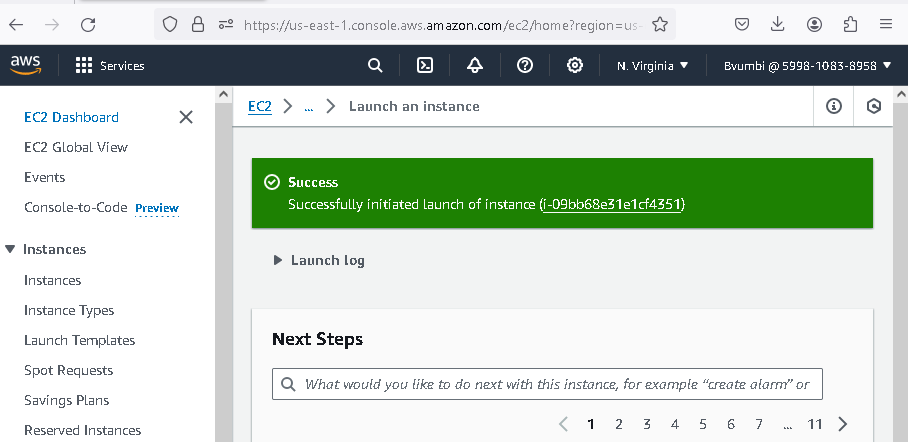 https://us-east-1.console.aws.amazon.com/ec2/home?region=us-
aws
Services
N. Virginia
Bvumbi @ 5998-1083-8958
EC2 Dashboard
EC2 Global View
Events
Console-to-Code Preview
Instances
Instances
Instance Types
Launch Templates
Spot Requests
Savings Plans
Reserved Instances
EC2 > ... > Launch an instance
Success
Successfully initiated launch of instance (i-09bb68e31e1cf4351)
Launch log
Next Steps
What would you like to do next with this instance, for example “create alarm” or
< 1 2 3 4 5 6 7 ... 11 >